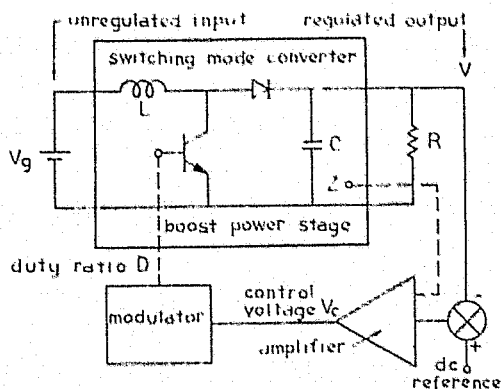 unregulated input
regulated output
switching mode converter
V
L
Vg
C
R
boost power stage
duty ratio D
modulator
control
voltage Vc
amplifier
-
+
dc
reference